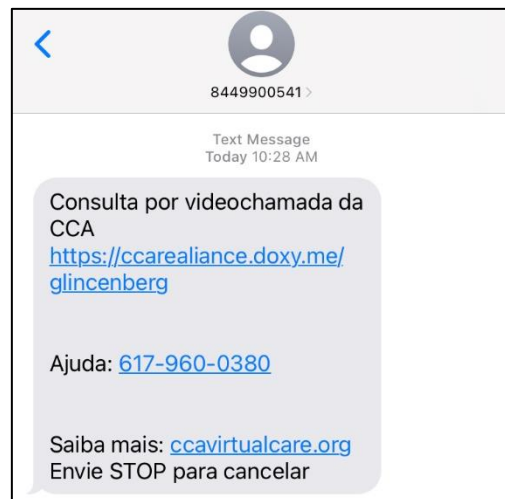 8449900541 >
Text Message
Today 10:28 AM
Consulta por videochamada da
CCA
https://ccarealiance.doxy.me/
glincenberg
Ajuda: 617-960-0380
Saiba mais: ccavirtualcare.org
Envie STOP para cancelar